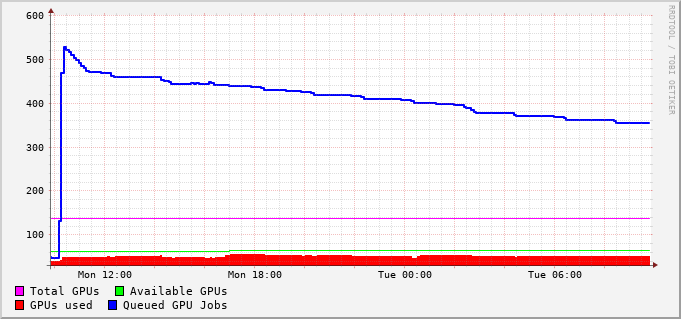 600
500
400
300
200
100
Mon 12:00 Mon 18:00 Tue 00:00 Tue 06:00
Total GPUs Available GPUs
GPUs used Queued GPU Jobs
RRDTOOL / TOBI OETIKER